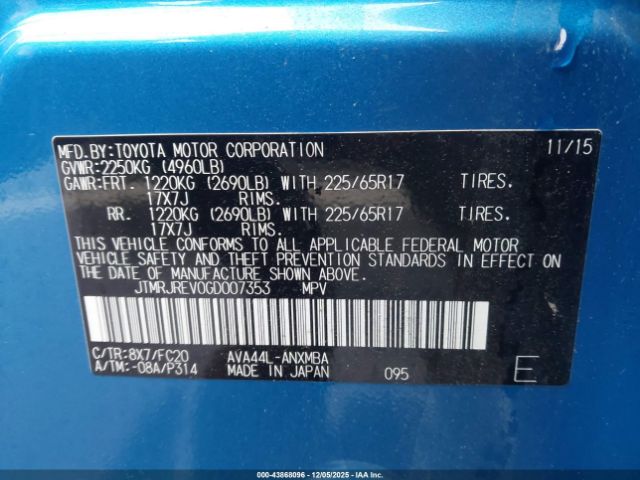 MFD.BY:TOYOTA MOTOR CORPORATION 11/15
GVWR:2250KG (4960LB)
GAWR:FRT. 1220KG (2690LB) WITH 225/65R17 TIRES.
17X7J RIMS.
RR. 1220KG (2690LB) WITH 225/65R17 TIRES.
17X7J RIMS.
THIS VEHICLE CONFORMS TO ALL APPLICABLE FEDERAL MOTOR
VEHICLE SAFETY AND THEFT PREVENTION STANDARDS IN EFFECT ON
THE DATE OF MANUFACTURE SHOWN ABOVE.
JTMRJREV0GD007353 MPV
C/TR:8X7/FC20 AVA44L-ANXMBA
A/TM:-08A/P314 MADE IN JAPAN 095 E
000-43868096 - 12/05/2025 - COPART